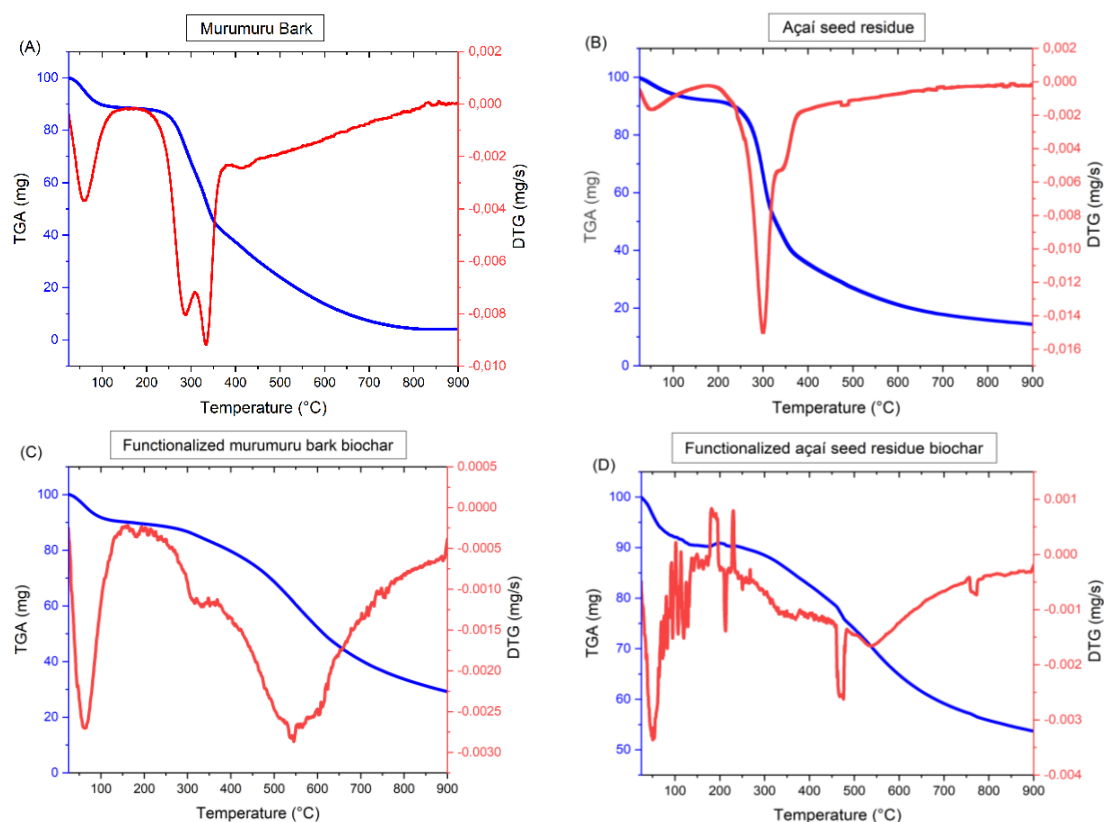 (A)
Murumuru Bark
TGA (mg)
100
80
60
40
20
0
0,002
0,000
-0,002
-0,004
-0,006
-0,008
-0,010
DTG (mg/s)
100 200 300 400 500 600 700 800 900
Temperature (°C)
(B)
Açaí seed residue
TGA (mg)
100
80
60
40
20
0
0,002
0,000
-0,002
-0,004
-0,006
-0,008
-0,010
-0,012
-0,014
-0,016
DTG (mg/s)
100 200 300 400 500 600 700 800 900
Temperature (°C)
(C)
Functionalized murumuru bark biochar
TGA (mg)
100
80
60
40
20
0
0.0005
0.0000
-0.0005
-0.0010
-0.0015
-0.0020
-0.0025
-0.0030
DTG (mg/s)
100 200 300 400 500 600 700 800 900
Temperature (°C)
(D)
Functionalized açaí seed residue biochar
TGA (mg)
100
90
80
70
60
50
0.001
0.000
-0.001
-0.002
-0.003
-0.004
DTG (mg/s)
100 200 300 400 500 600 700 800 900
Temperature (°C)